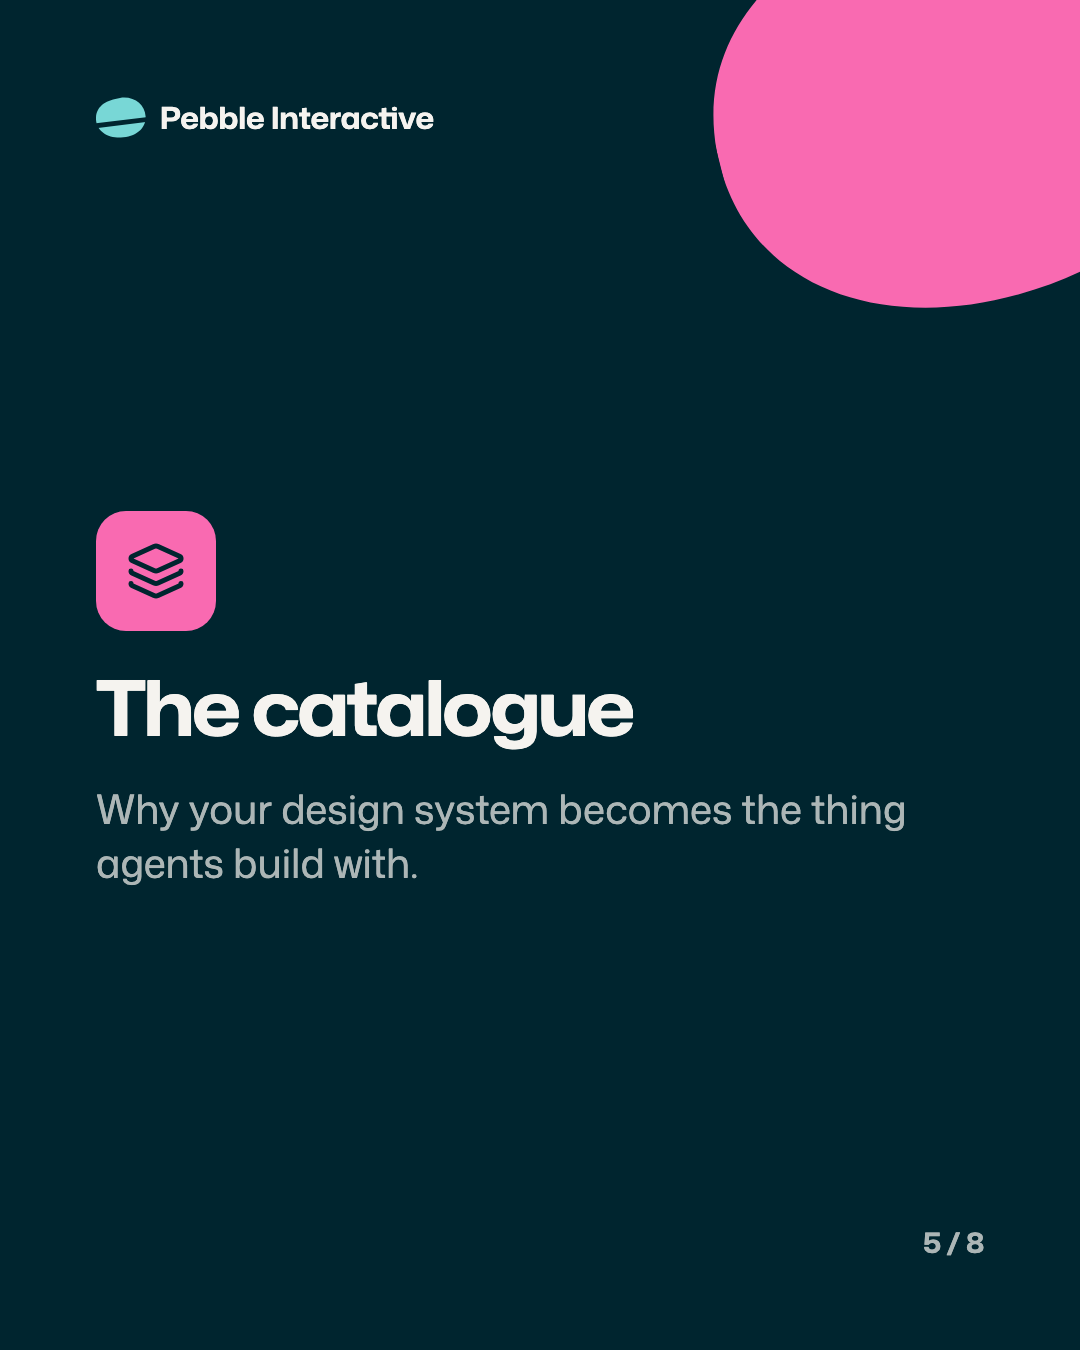 Pebble Interactive
The catalogue
Why your design system becomes the thing
agents build with.
5 / 8